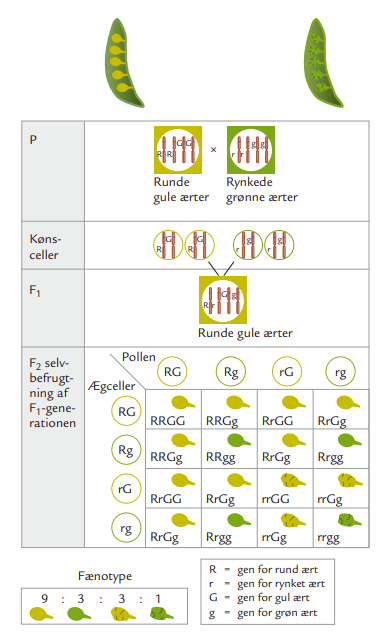 P
R R G G
×
r r g g
Runde
gule ærter
Rynkede
grønne ærter
Køns-
celler
R G
R G
r g
r g
F1
R r G g
Runde gule ærter
F2 selv-
befrugt-
ning af
F1-gene-
rationen
Pollen
Ægceller
RG Rg rG rg
RG
RRGG RRGg RrGG RrGg
Rg
RRGg RRgg RrGg Rrgg
rG
RrGG RrGg rrGG rrGg
rg
RrGg Rrgg rrGg rrgg
Fænotype
9 : 3 : 3 : 1
R = gen for rund ært
r = gen for rynket ært
G = gen for gul ært
g = gen for grøn ært